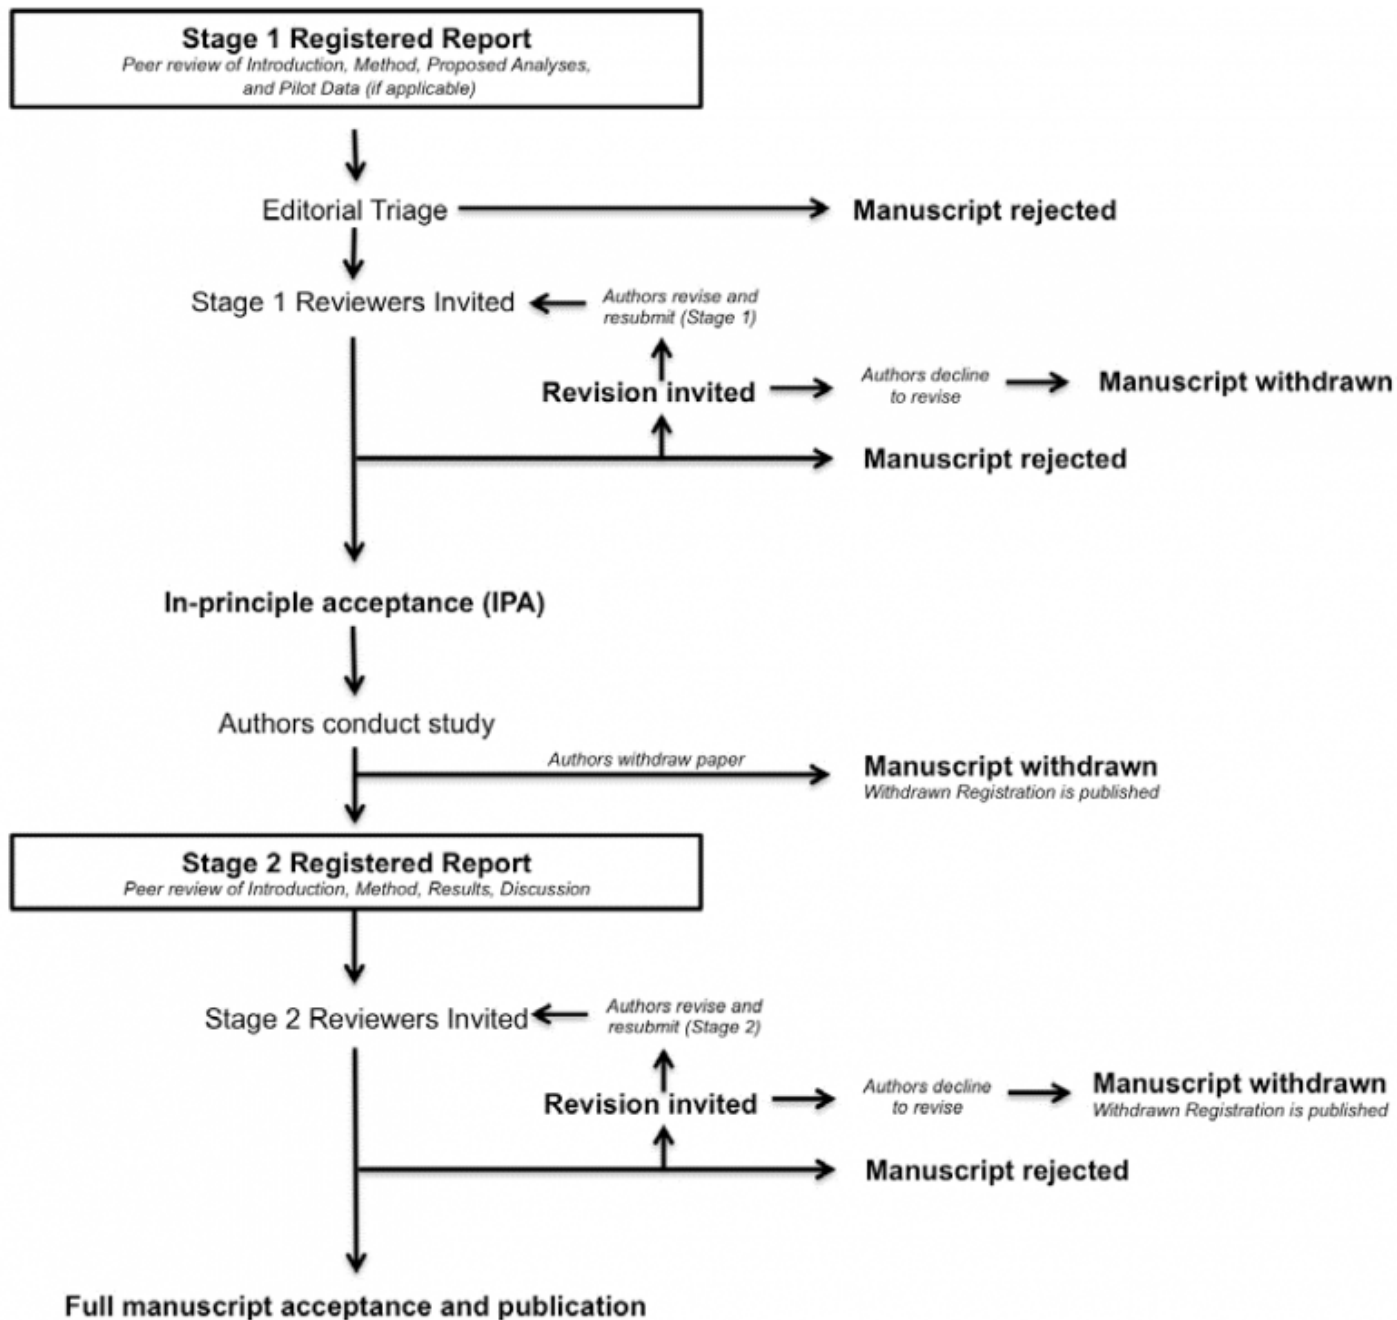 Stage 1 Registered Report
Peer review of Introduction, Method, Proposed Analyses,
and Pilot Data (if applicable)
Editorial Triage
Manuscript rejected
Stage 1 Reviewers Invited
Authors revise and
resubmit (Stage 1)
Revision invited
Authors decline
to revise
Manuscript withdrawn
Manuscript rejected
In-principle acceptance (IPA)
Authors conduct study
Authors withdraw paper
Manuscript withdrawn
Withdrawn Registration is published
Stage 2 Registered Report
Peer review of Introduction, Method, Results, Discussion
Stage 2 Reviewers Invited
Authors revise and
resubmit (Stage 2)
Revision invited
Authors decline
to revise
Manuscript withdrawn
Withdrawn Registration is published
Manuscript rejected
Full manuscript acceptance and publication